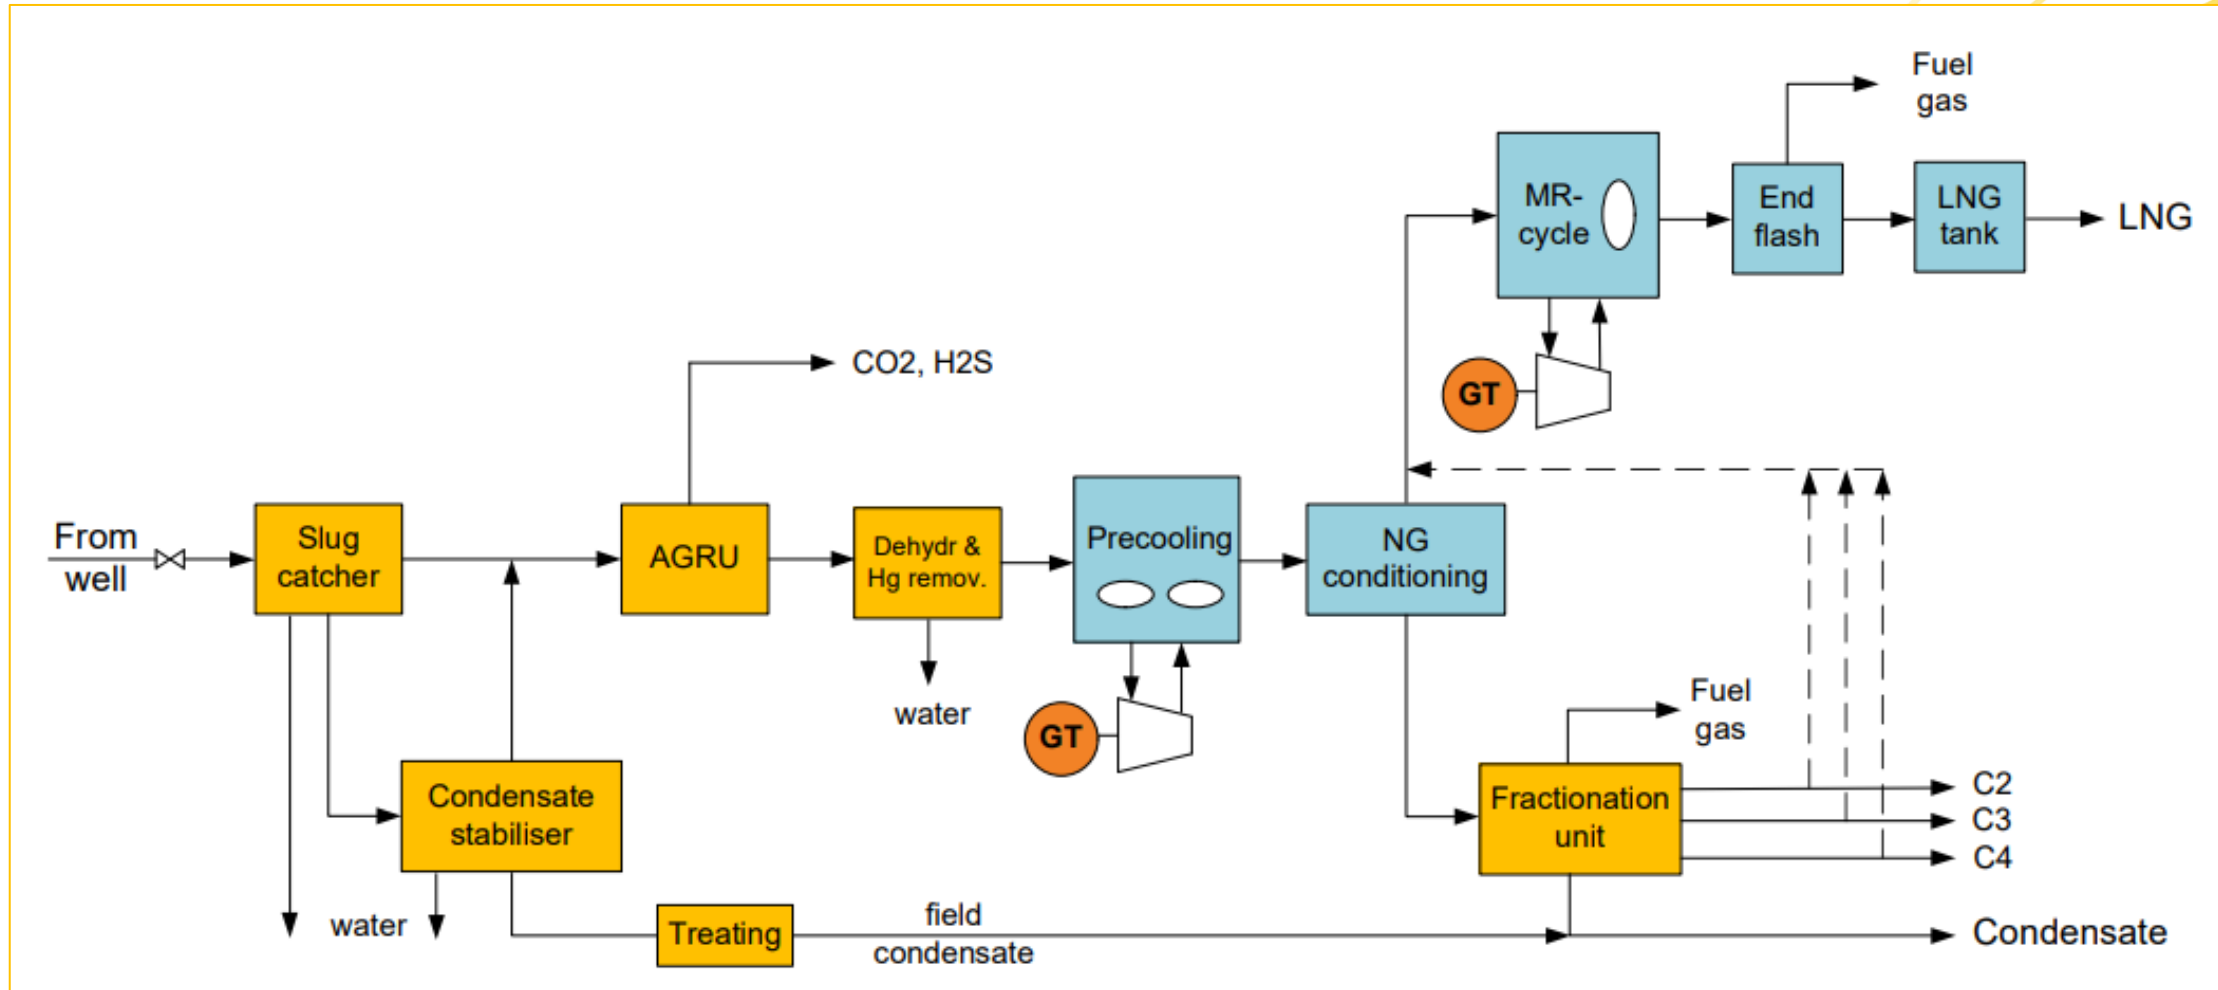 Fuel
gas
MR-
cycle
End
flash
LNG
tank
LNG
CO2, H2S
GT
From
well
Slug
catcher
AGRU
Dehydr &
Hg remov.
Precooling
NG
conditioning
water
GT
Fuel
gas
Condensate
stabiliser
Fractionation
unit
C2
C3
C4
water
Treating
field
condensate
Condensate